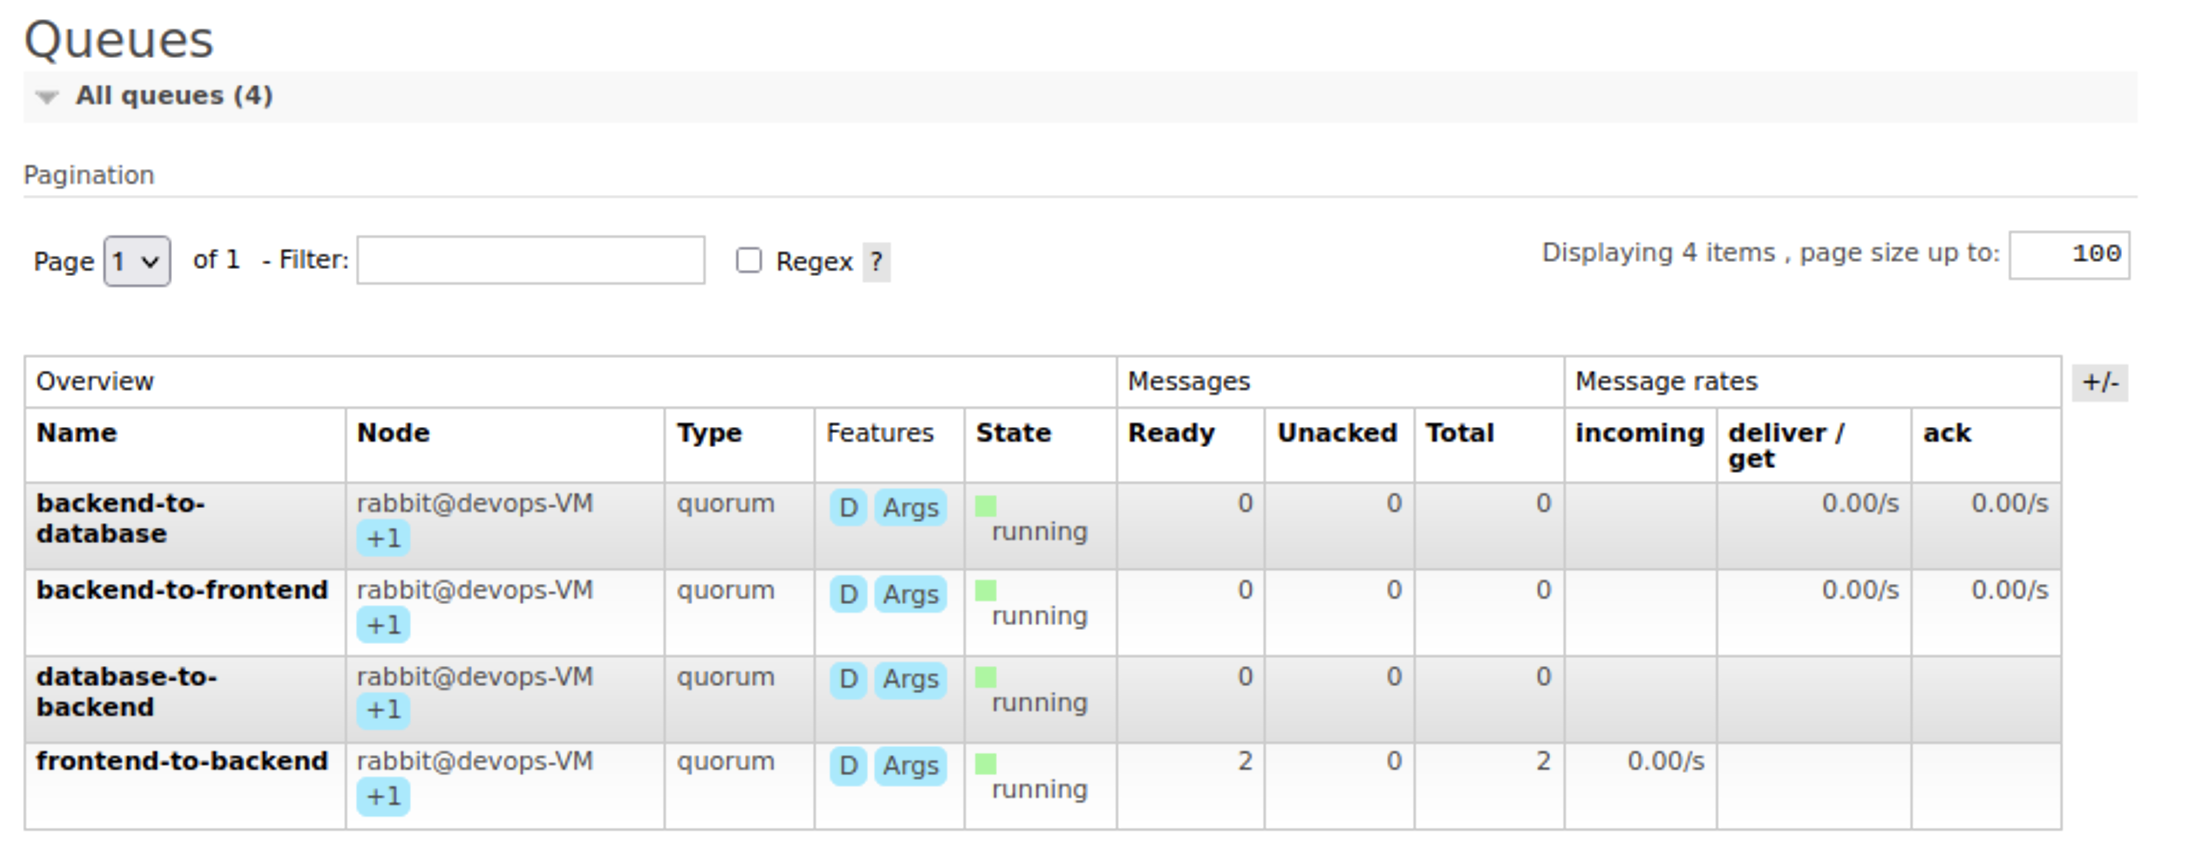 Queues
All queues (4)
Pagination
Page 1 of 1 - Filter: Regex ? Displaying 4 items , page size up to: 100
Overview Messages Message rates +/-
Name Node Type Features State Ready Unacked Total incoming deliver / get ack
backend-to-database rabbit@devops-VM +1 quorum D Args running 0 0 0 0.00/s 0.00/s
backend-to-frontend rabbit@devops-VM +1 quorum D Args running 0 0 0 0.00/s 0.00/s
database-to-backend rabbit@devops-VM +1 quorum D Args running 0 0 0
frontend-to-backend rabbit@devops-VM +1 quorum D Args running 2 0 2 0.00/s